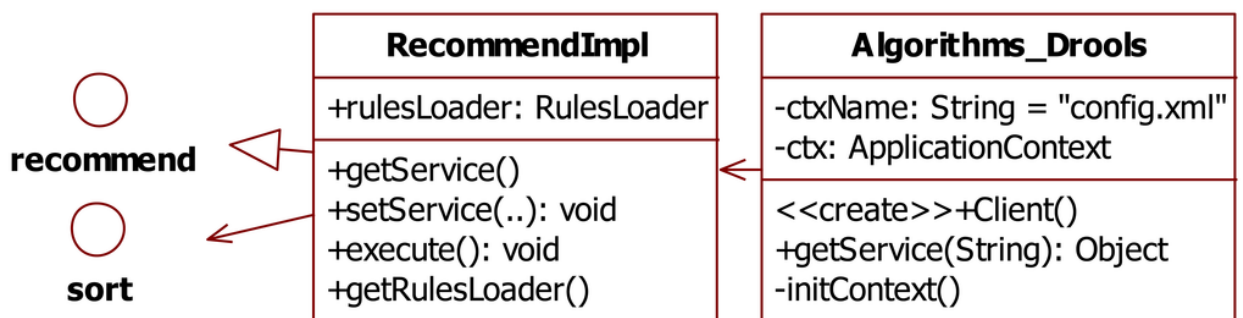 recommend
sort
RecommendImpl
+rulesLoader: RulesLoader
+getService()
+setService(..): void
+execute(): void
+getRulesLoader()
Algorithms_Drools
-ctxName: String = "config.xml"
-ctx: ApplicationContext
<<create>>+Client()
+getService(String): Object
-initContext()